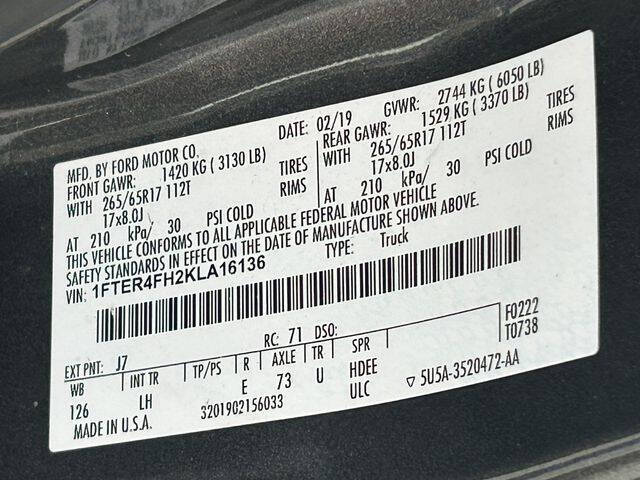 MFD. BY FORD MOTOR CO. DATE: 02/19 GVWR: 2744 KG ( 6050 LB)
FRONT GAWR: 1420 KG ( 3130 LB) REAR GAWR: 1529 KG ( 3370 LB)
WITH 265/65R17 112T TIRES WITH 265/65R17 112T TIRES
17x8.0J RIMS 17x8.0J RIMS
AT 210 kPa/ 30 PSI COLD AT 210 kPa/ 30 PSI COLD
THIS VEHICLE CONFORMS TO ALL APPLICABLE FEDERAL MOTOR VEHICLE
SAFETY STANDARDS IN EFFECT ON THE DATE OF MANUFACTURE SHOWN ABOVE.
VIN: 1FTER4FH2KLA16136 TYPE: Truck
F0222
T0738
EXT PNT: J7 RC: 71 DSO:
WB INT TR TP/PS R AXLE TR SPR
126 LH E 73 U HDEE
ULC ▽ 5U5A-3520472-AA
MADE IN U.S.A. 3201902156033